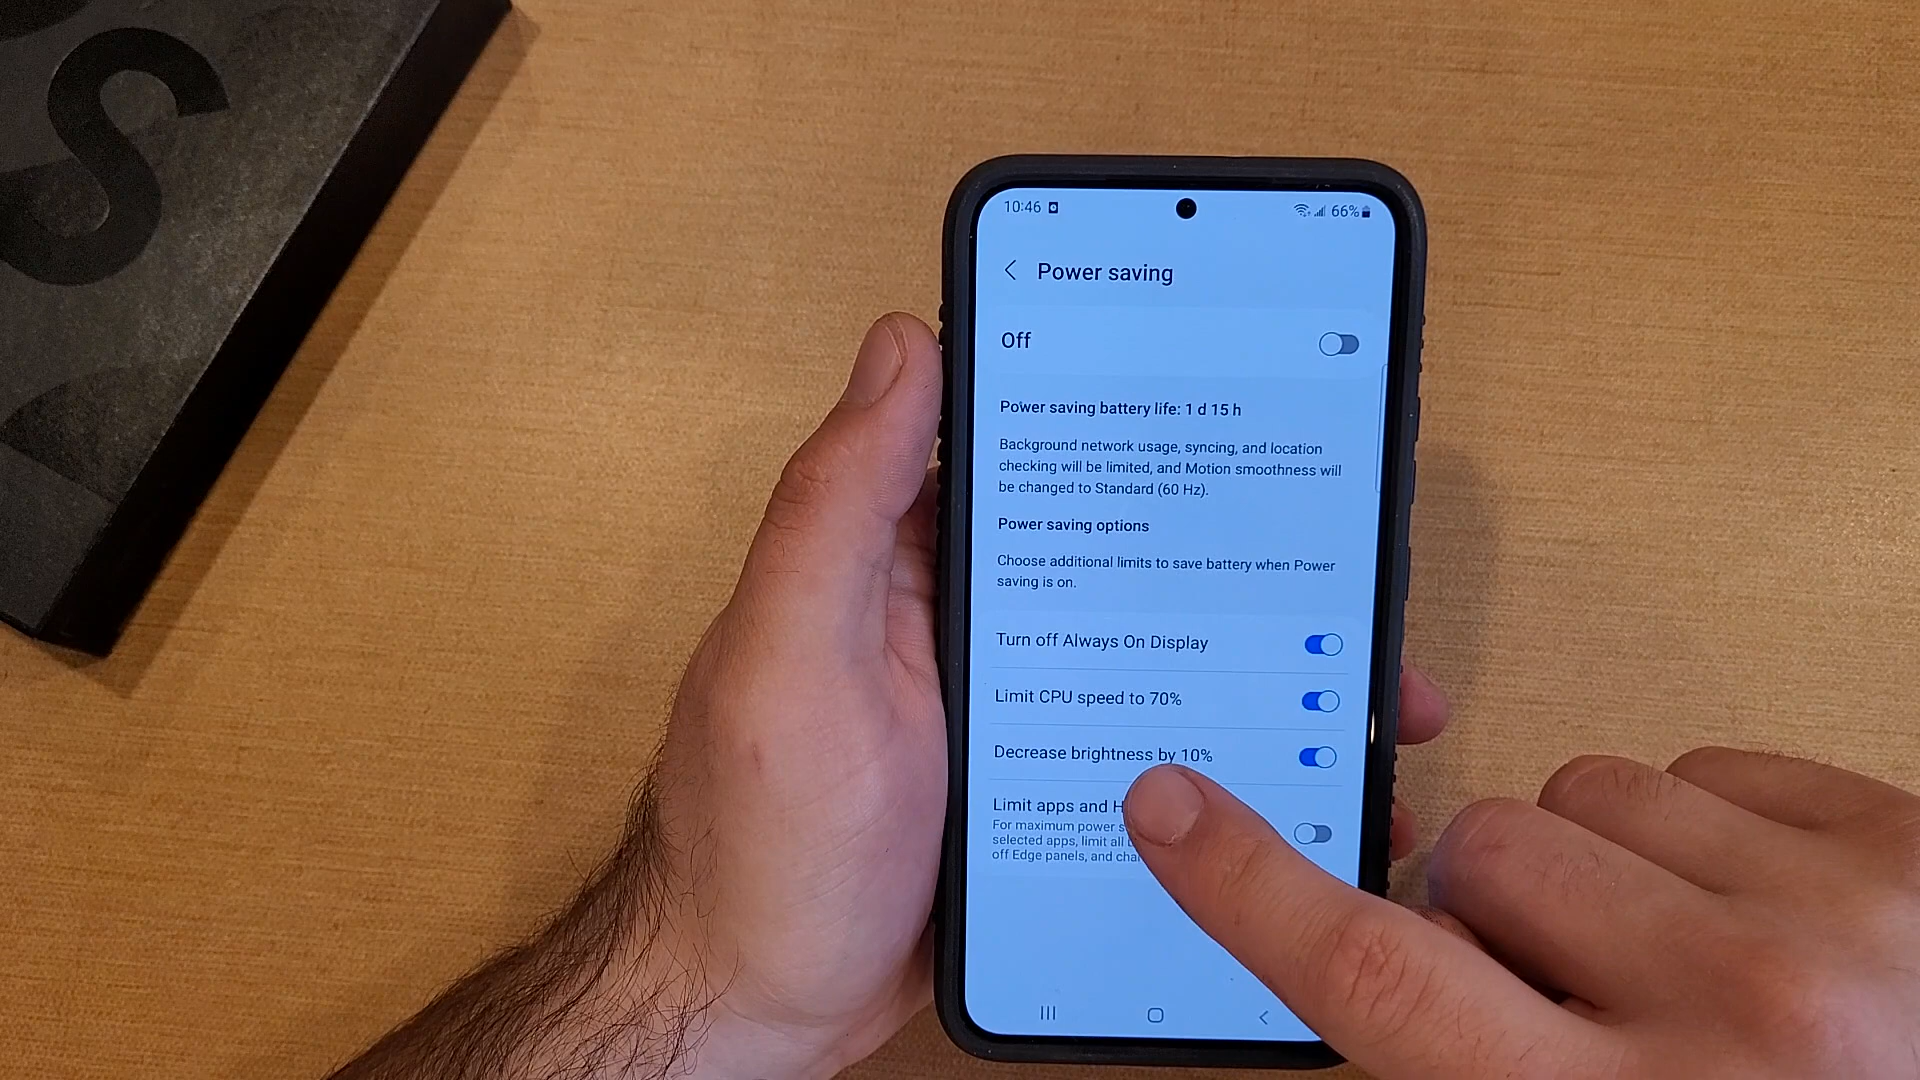 S
10:46
66%
Power saving
Off
Power saving battery life: 1 d 15 h
Background network usage, syncing, and location
checking will be limited, and Motion smoothness will
be changed to Standard (60 Hz).
Power saving options
Choose additional limits to save battery when Power
saving is on.
Turn off Always On Display
Limit CPU speed to 70%
Decrease brightness by 10%
Limit apps and
For maximum power
selected apps, limit all
off Edge panels, and